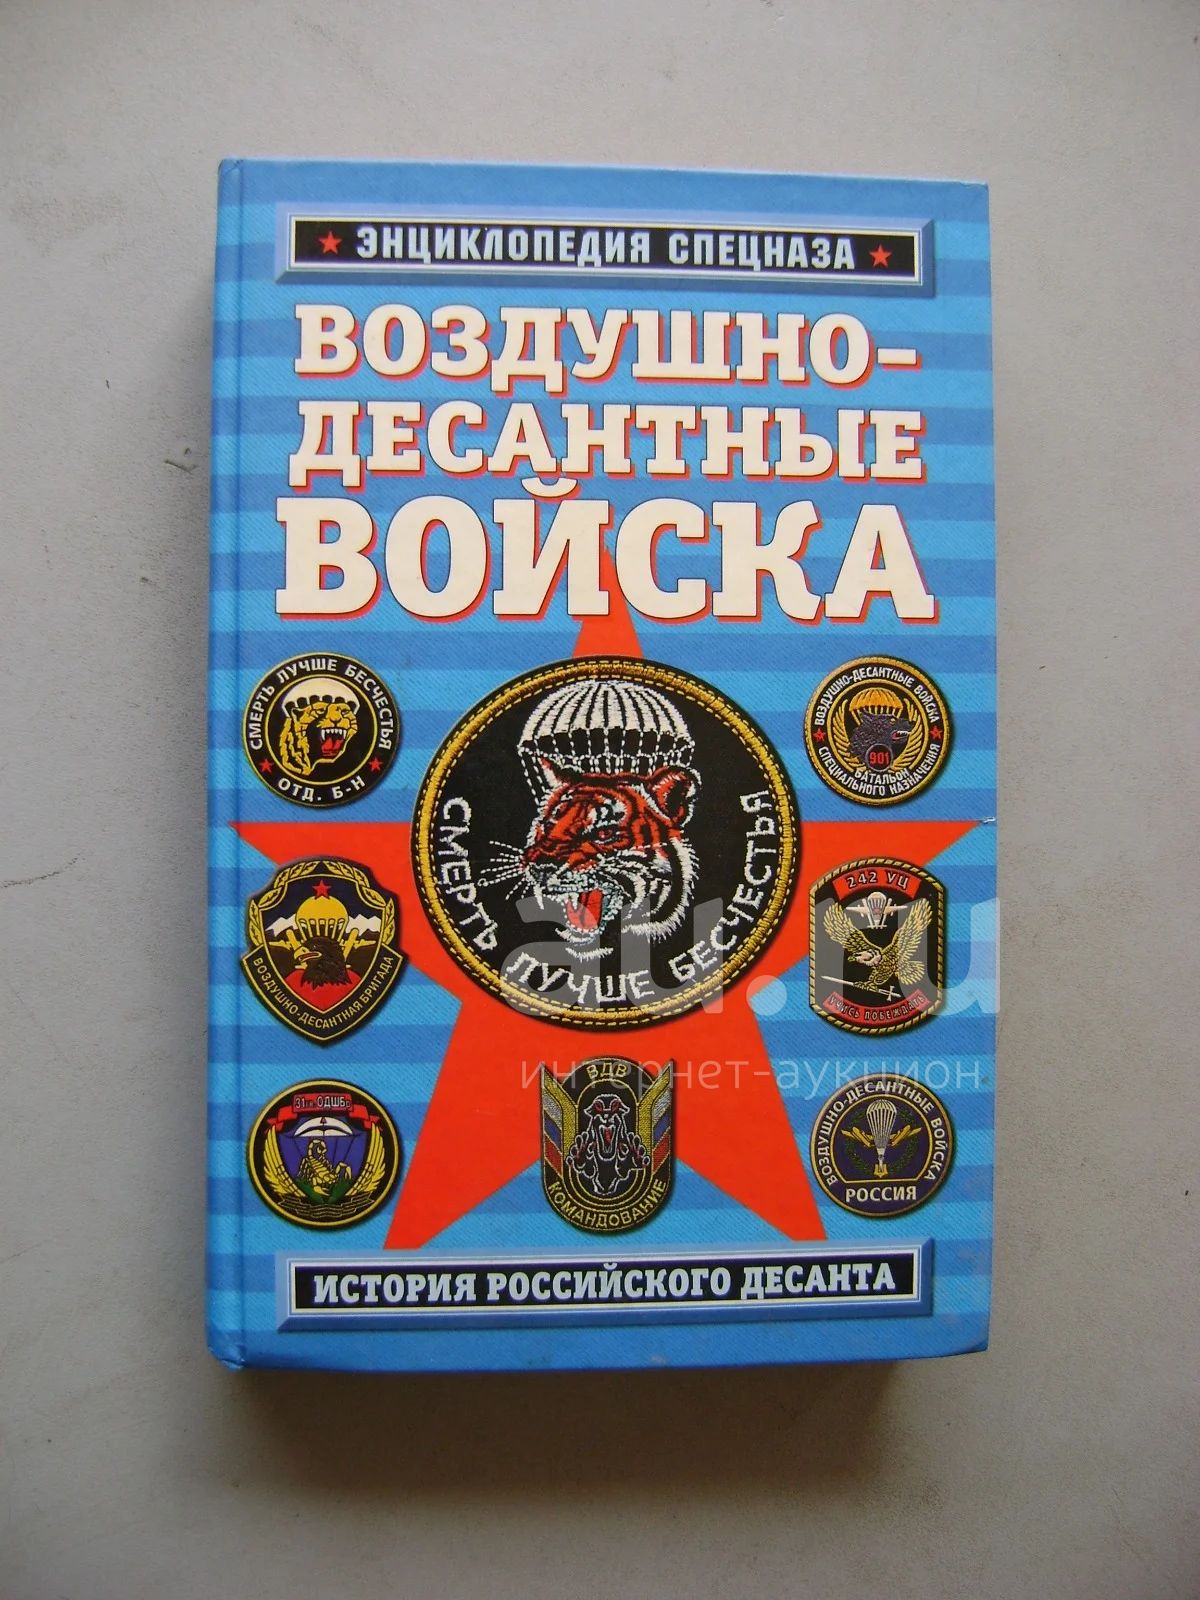 ЭНЦИКЛОПЕДИЯ СПЕЦНАЗА
ВОЗДУШНО-
ДЕСАНТНЫЕ
ВОЙСКА
СМЕРТЬ ЛУЧШЕ БЕСЧЕСТЬЯ
ОТД. Б-Н
СМЕРТЬ ЛУЧШЕ БЕСЧЕСТЬЯ
ВОЗДУШНО-ДЕСАНТНЫЕ ВОЙСКА
901
БАТАЛЬОН
СПЕЦИАЛЬНОГО НАЗНАЧЕНИЯ
ВОЗДУШНО-ДЕСАНТНАЯ БРИГАДА
242 УЦ
УЧИСЬ ПОБЕЖДАТЬ
au.ru
интернет-аукцион
31 гв. ОДШБр
ВДВ
КОМАНДОВАНИЕ
ВОЗДУШНО-ДЕСАНТНЫЕ ВОЙСКА
РОССИЯ
ИСТОРИЯ РОССИЙСКОГО ДЕСАНТА